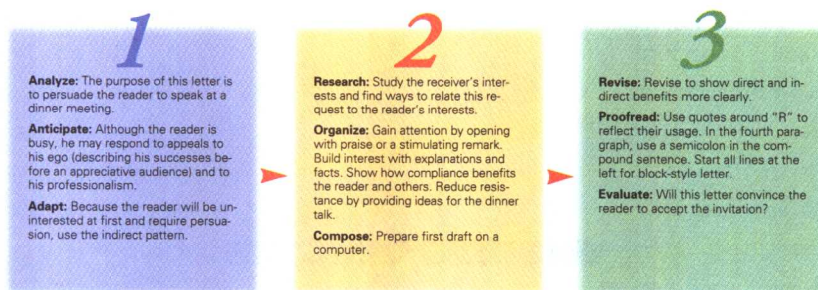 1
Analyze: The purpose of this letter is
to persuade the reader to speak at a
dinner meeting.
Anticipate: Although the reader is
busy, he may respond to appeals to
his ego (describing his successes be-
fore an appreciative audience) and to
his professionalism.
Adapt: Because the reader will be un-
interested at first and require persua-
sion, use the indirect pattern.
2
Research: Study the receiver's inter-
ests and find ways to relate this re-
quest to the reader's interests.
Organize: Gain attention by opening
with praise or a stimulating remark.
Build interest with explanations and
facts. Show how compliance benefits
the reader and others. Reduce resis-
tance by providing ideas for the dinner
talk.
Compose: Prepare first draft on a
computer.
3
Revise: Revise to show direct and in-
direct benefits more clearly.
Proofread: Use quotes around "R" to
reflect their usage. In the fourth para-
graph, use a semicolon in the com-
pound sentence. Start all lines at the
left for block-style letter.
Evaluate: Will this letter convince the
reader to accept the invitation?